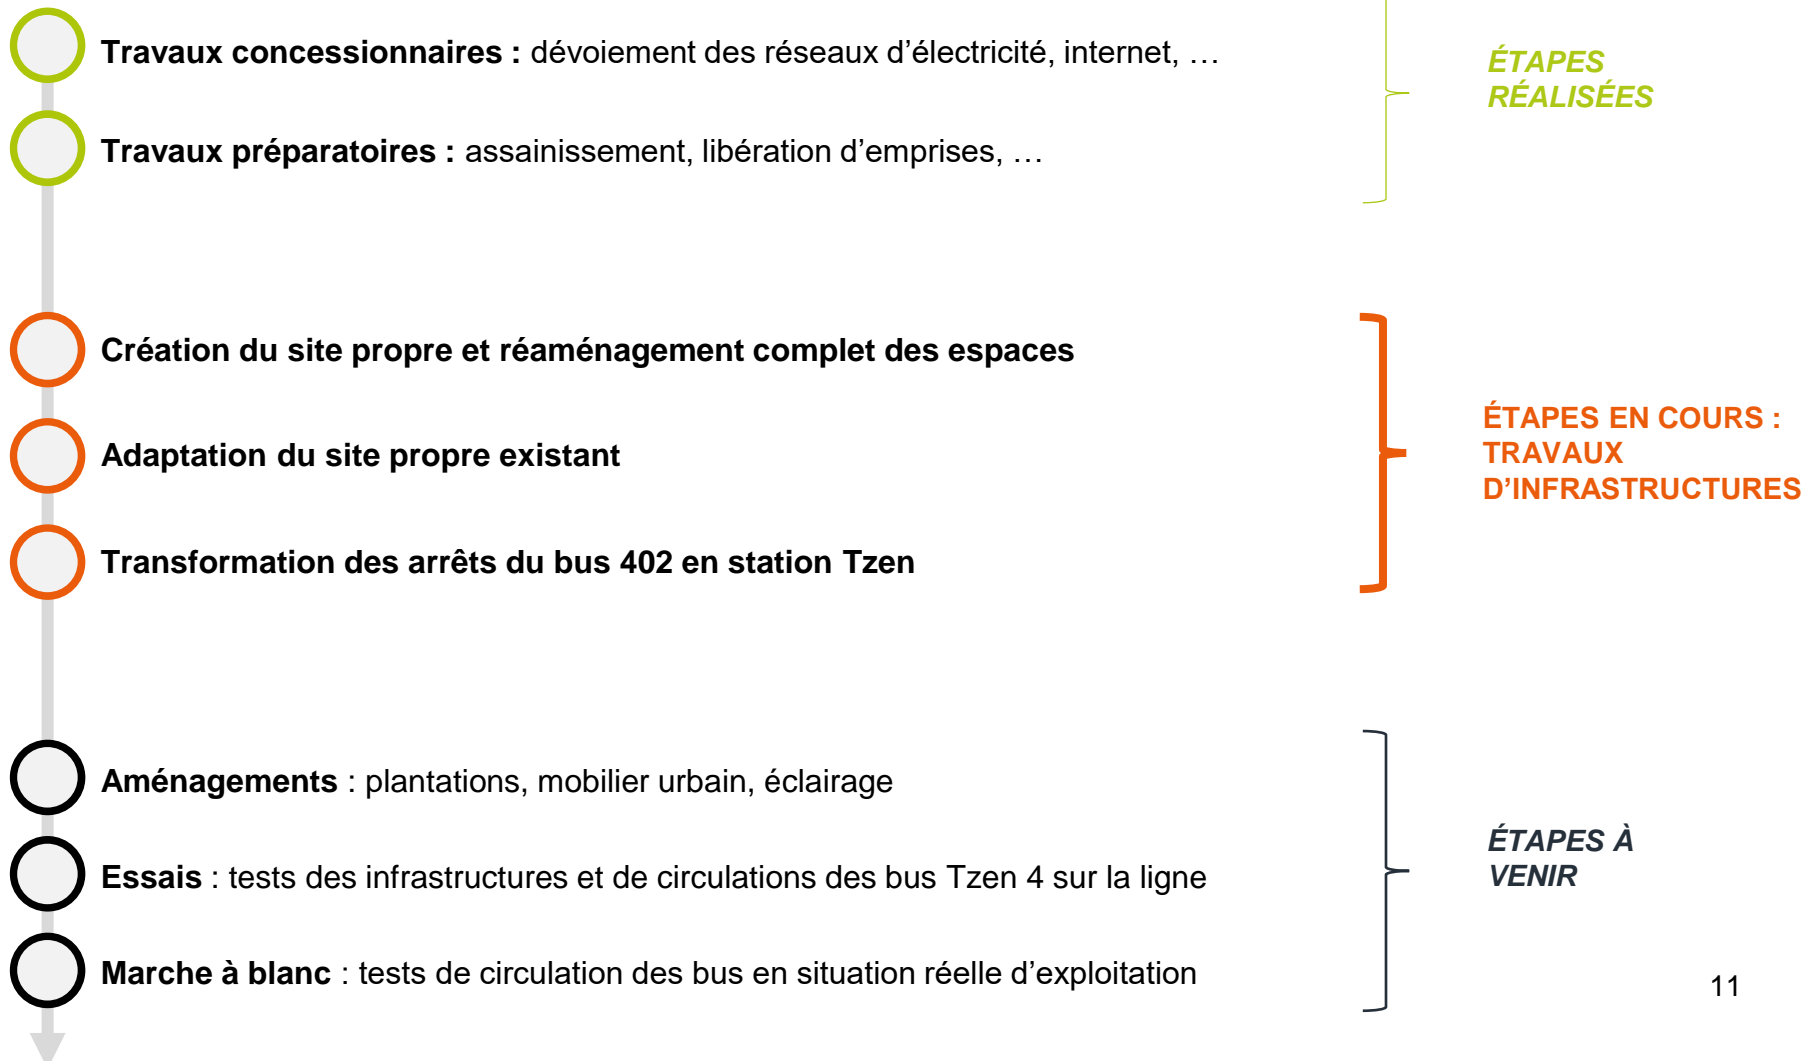 Travaux concessionnaires : dévoiement des réseaux d’électricité, internet, …
Travaux préparatoires : assainissement, libération d’emprises, …
ÉTAPES
RÉALISÉES
Création du site propre et réaménagement complet des espaces
Adaptation du site propre existant
Transformation des arrêts du bus 402 en station Tzen
ÉTAPES EN COURS :
TRAVAUX
D’INFRASTRUCTURES
Aménagements : plantations, mobilier urbain, éclairage
Essais : tests des infrastructures et de circulations des bus Tzen 4 sur la ligne
Marche à blanc : tests de circulation des bus en situation réelle d’exploitation
ÉTAPES À
VENIR
11